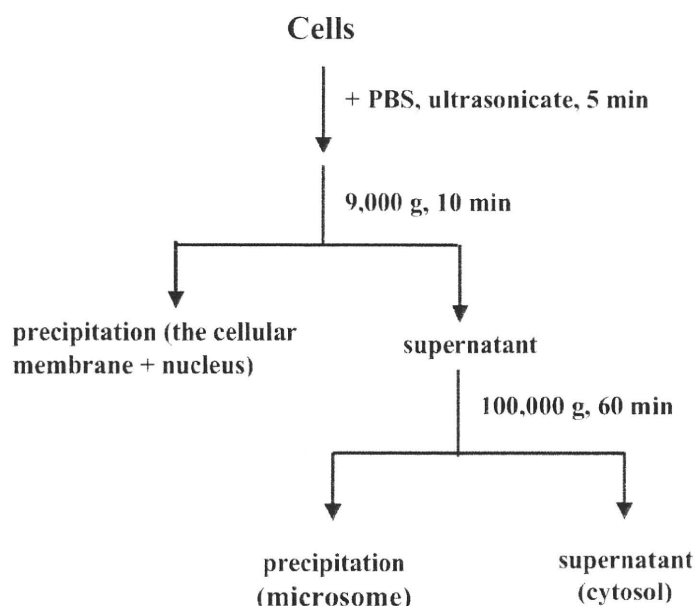 Cells
+ PBS, ultrasonicate, 5 min
9,000 g, 10 min
precipitation (the cellular
membrane + nucleus)
supernatant
100,000 g, 60 min
precipitation
(microsome)
supernatant
(cytosol)